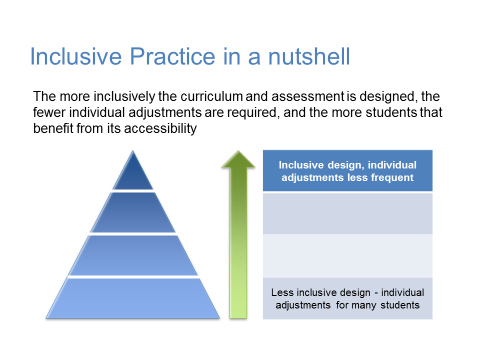 Inclusive Practice in a nutshell
The more inclusively the curriculum and assessment is designed, the
fewer individual adjustments are required, and the more students that
benefit from its accessibility
Inclusive design, individual
adjustments less frequent
Less inclusive design - individual
adjustments for many students